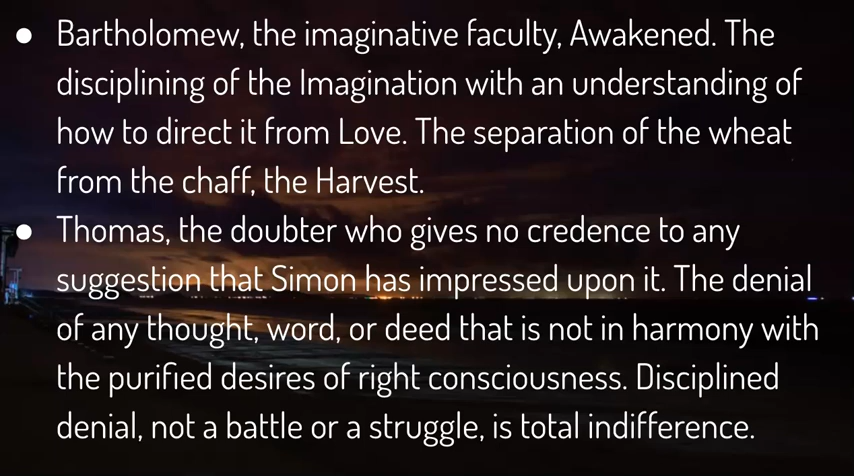 ● Bartholomew, the imaginative faculty, Awakened. The
disciplining of the Imagination with an understanding of
how to direct it from Love. The separation of the wheat
from the chaff, the Harvest.
● Thomas, the doubter who gives no credence to any
suggestion that Simon has impressed upon it. The denial
of any thought, word, or deed that is not in harmony with
the purified desires of right consciousness. Disciplined
denial, not a battle or a struggle, is total indifference.